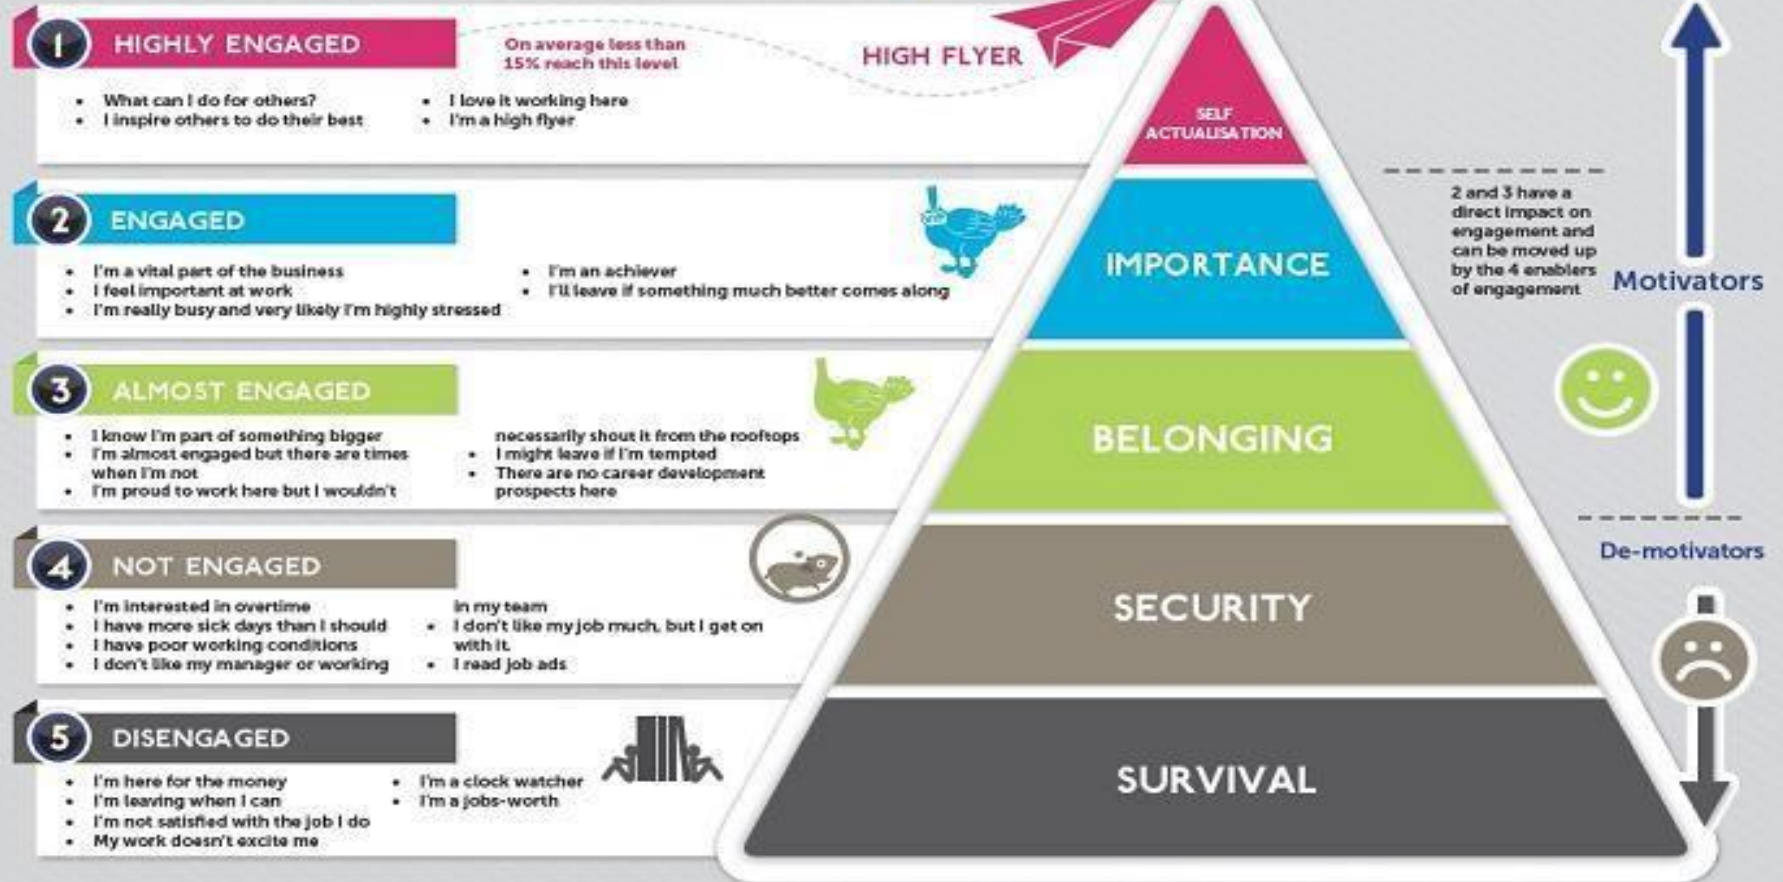 1 HIGHLY ENGAGED
On average less than
15% reach this level
HIGH FLYER
• What can I do for others?
• I inspire others to do their best
• I love it working here
• I'm a high flyer
SELF
ACTUALISATION
2 ENGAGED
• I'm a vital part of the business
• I feel important at work
• I'm really busy and very likely I'm highly stressed
• I'm an achiever
• I'll leave if something much better comes along
IMPORTANCE
2 and 3 have a
direct impact on
engagement and
can be moved up
by the 4 enablers
of engagement
Motivators
3 ALMOST ENGAGED
• I know I'm part of something bigger
• I'm almost engaged but there are times
when I'm not
• I'm proud to work here but I wouldn't
necessarily shout it from the rooftops
• I might leave if I'm tempted
• There are no career development
prospects here
BELONGING
De-motivators
4 NOT ENGAGED
• I'm interested in overtime
• I have more sick days than I should
• I have poor working conditions
• I don't like my manager or working
in my team
• I don't like my job much, but I get on
with it.
• I read job ads
SECURITY
5 DISENGAGED
• I'm here for the money
• I'm leaving when I can
• I'm not satisfied with the job I do
• My work doesn't excite me
• I'm a clock watcher
• I'm a jobs-worth
SURVIVAL